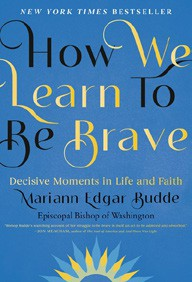 NEW YORK TIMES BESTSELLER
How We
Learn To
Be Brave
Decisive Moments in Life and Faith
Mariann Edgar Budde
Episcopal Bishop of Washington